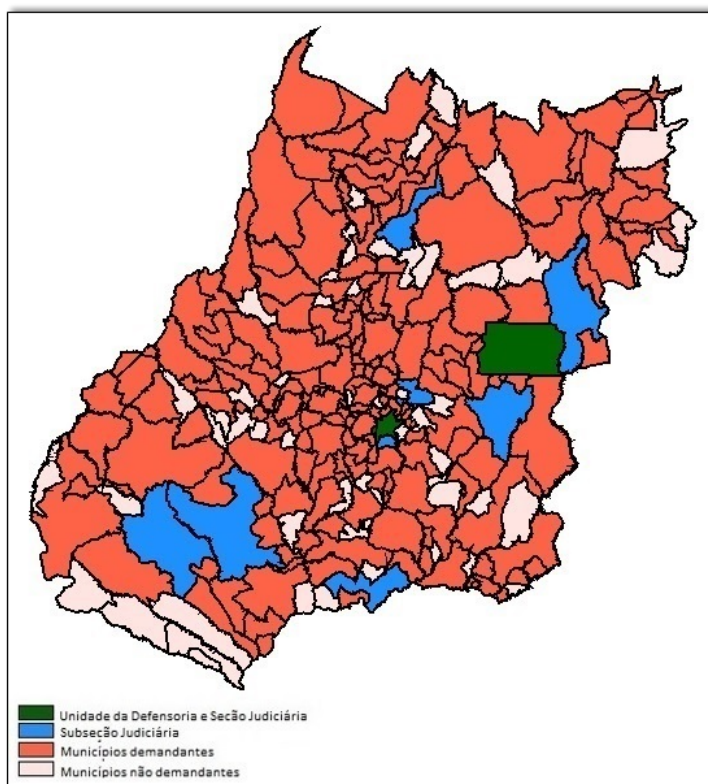 Unidade da Defensoria e Secão Judiciária
Subseção Judiciária
Municípios demandantes
Municípios não demandantes